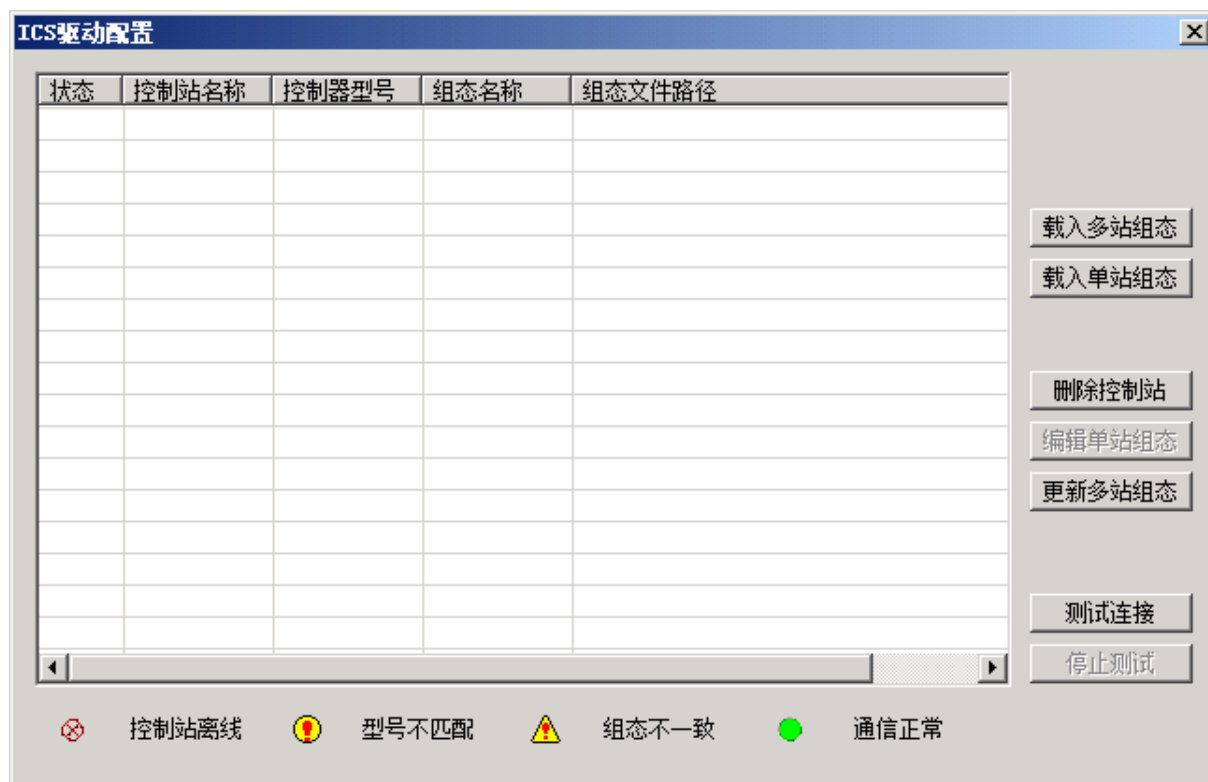 ICS驱动配置
状态 控制站名称 控制器型号 组态名称 组态文件路径
载入多站组态
载入单站组态
删除控制站
编辑单站组态
更新多站组态
测试连接
停止测试
控制站离线 型号不匹配 组态不一致 通信正常